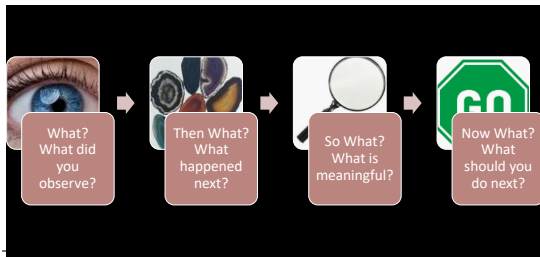 What?
What did
you
observe?
Then What?
What
happened
next?
So What?
What is
meaningful?
GO
Now What?
What
should you
do next?